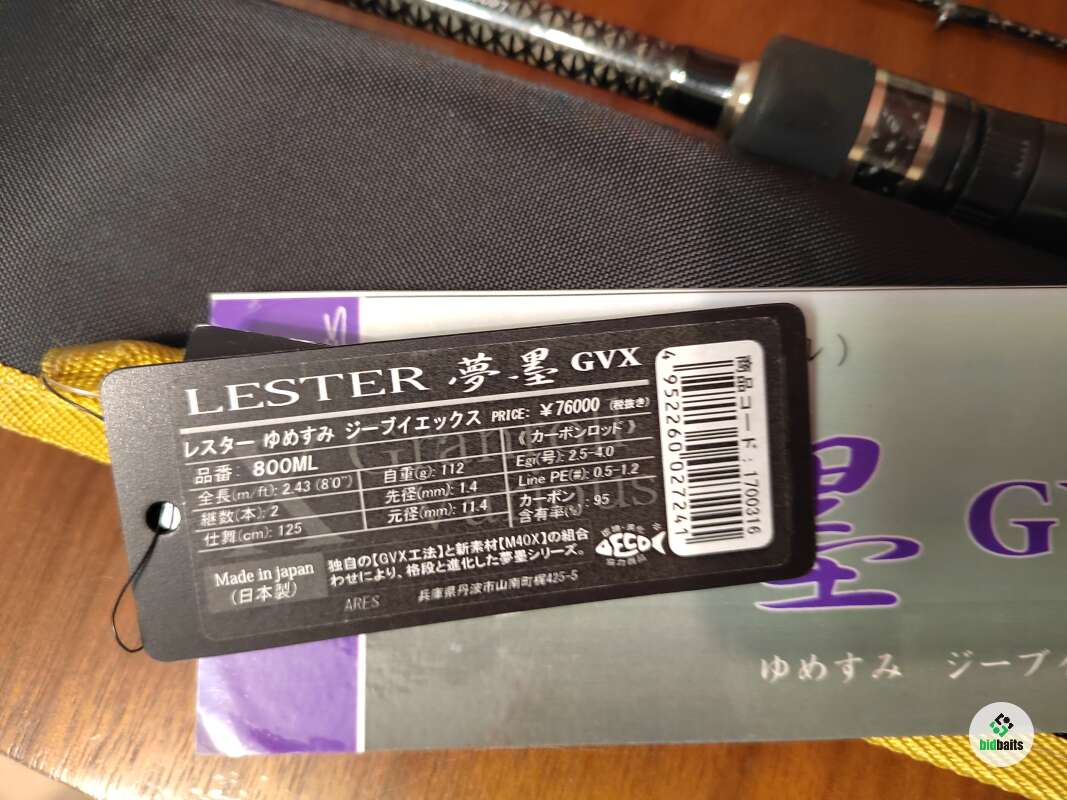 LESTER 夢墨 GVX
レスター ゆめすみ ジーブイエックス PRICE: ¥76000 (税抜き)
品番: 800ML
全長(m/ft): 2.43 (8'0")
継数(本): 2
仕舞(cm): 125
自重(g): 112
先径(mm): 1.4
元径(mm): 11.4
《 カーボンロッド 》
Egi(号): 2.5-4.0
Line PE(#): 0.5-1.2
カーボン
含有率(%): 95
Made in japan
(日本製)
独自の【GVX工法】と新素材【M40X】の組合
わせにより、格段と進化した夢墨シリーズ。
ARES 兵庫県丹波市山南町梶425-5
商品コード: 1700316
4 952260 027241
墨 GV
ゆめすみ ジーブイ
bidbaits